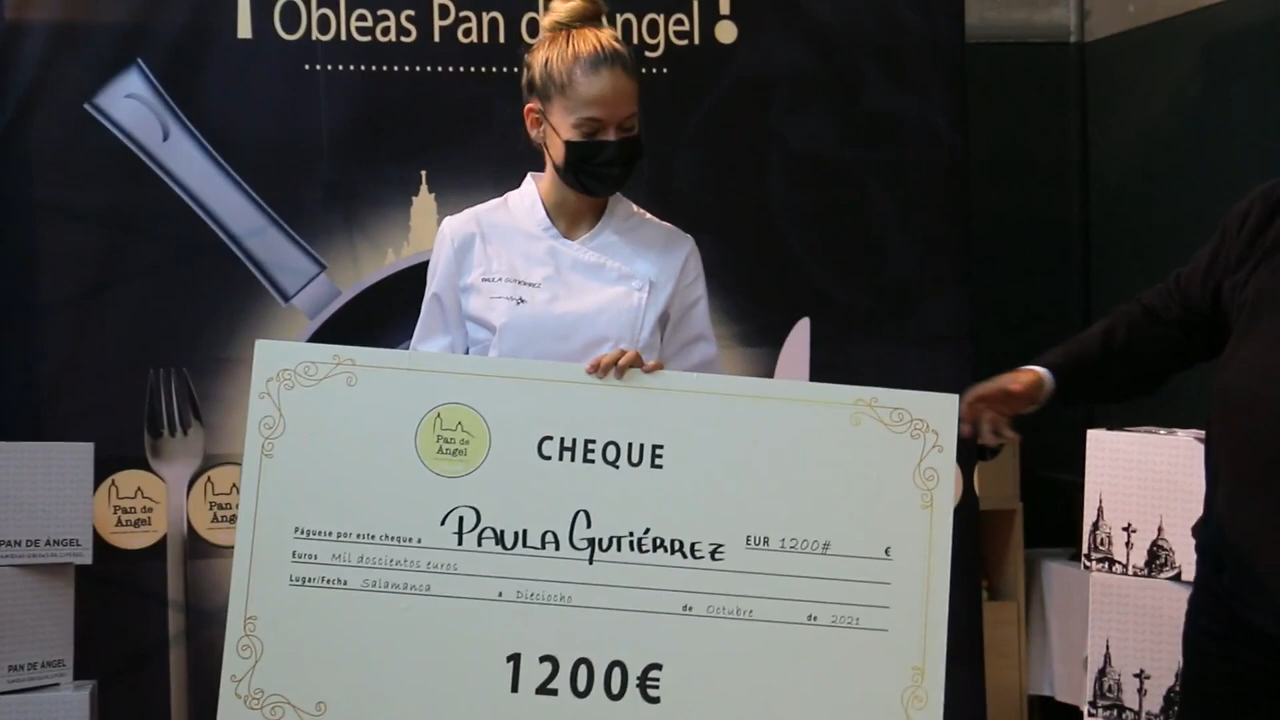 ¡Obleas Pan de Ángel!
PAULA GUTIÉRREZ
Pan de
Ángel
CHEQUE
Páguese por este cheque a PAULA GUTIÉRREZ EUR 1200# €
Euros Mil doscientos euros
Lugar/Fecha Salamanca a Dieciocho de Octubre de 2021
1200€
Pan de
Ángel
Pan
Áng
PAN DE ÁNGEL
PAN DE ÁNGEL